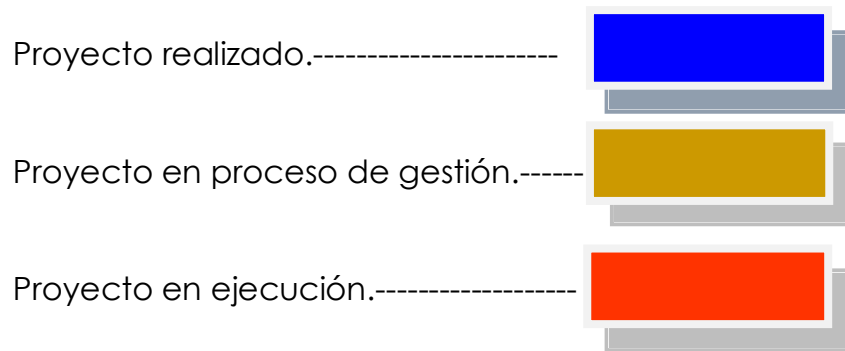 Proyecto realizado.-----------------------
Proyecto en proceso de gestión.------
Proyecto en ejecución.-------------------